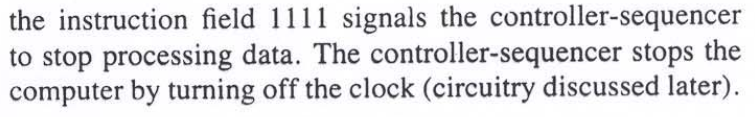 the instruction field 1111 signals the controller-sequencer
to stop processing data. The controller-sequencer stops the
computer by turning off the clock (circuitry discussed later).